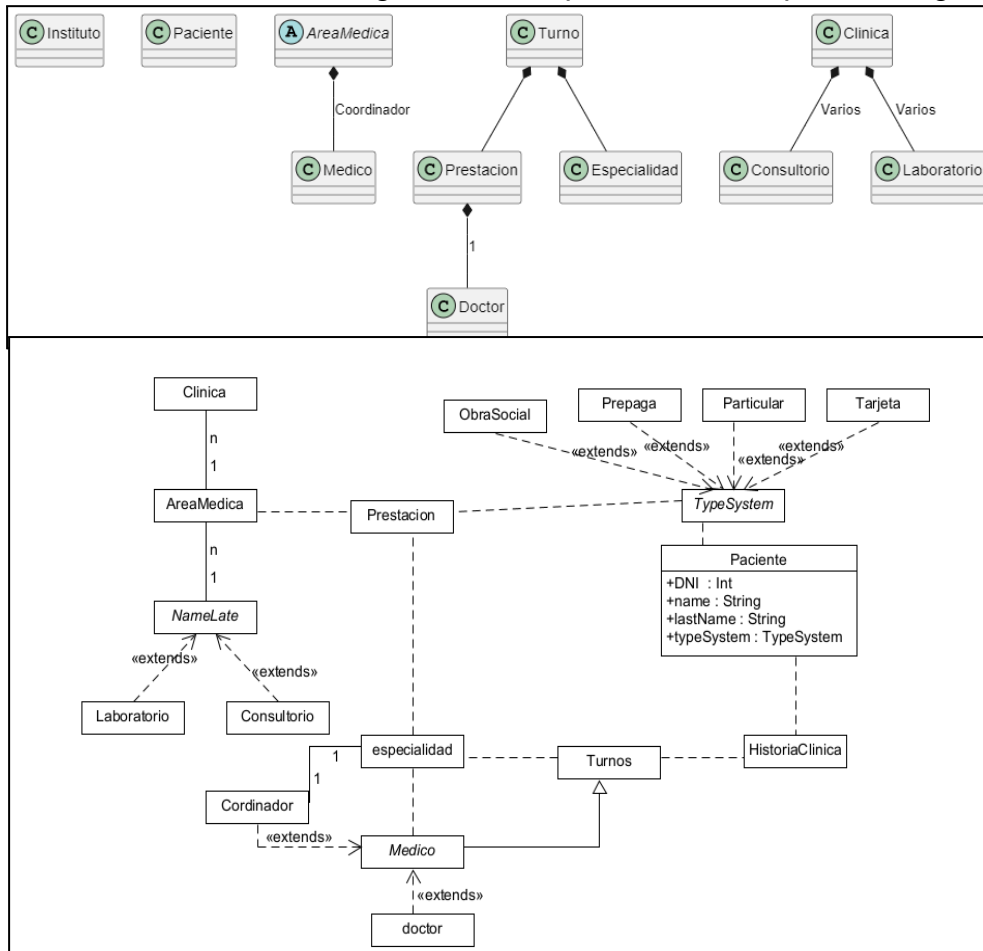 C Instituto
C Paciente
A AreaMedica
C Turno
C Clinica
Coordinador
Varios
Varios
C Medico
C Prestacion
C Especialidad
C Consultorio
C Laboratorio
1
C Doctor
Clinica
ObraSocial
Prepaga
Particular
Tarjeta
n
1
«extends»
«extends»
«extends»
«extends»
AreaMedica
Prestacion
TypeSystem
n
1
Paciente
+DNI : Int
+name : String
+lastName : String
+typeSystem : TypeSystem
NameLate
«extends»
«extends»
Laboratorio
Consultorio
especialidad
1
Turnos
HistoriaClinica
1
Cordinador
«extends»
Medico
«extends»
doctor